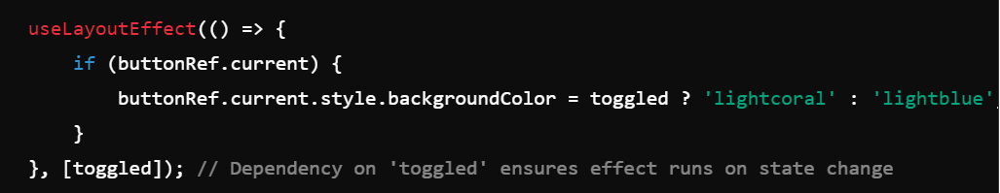 useLayoutEffect(() => {
if (buttonRef.current) {
buttonRef.current.style.backgroundColor = toggled ? 'lightcoral' : 'lightblue'
}
}, [toggled]); // Dependency on 'toggled' ensures effect runs on state change